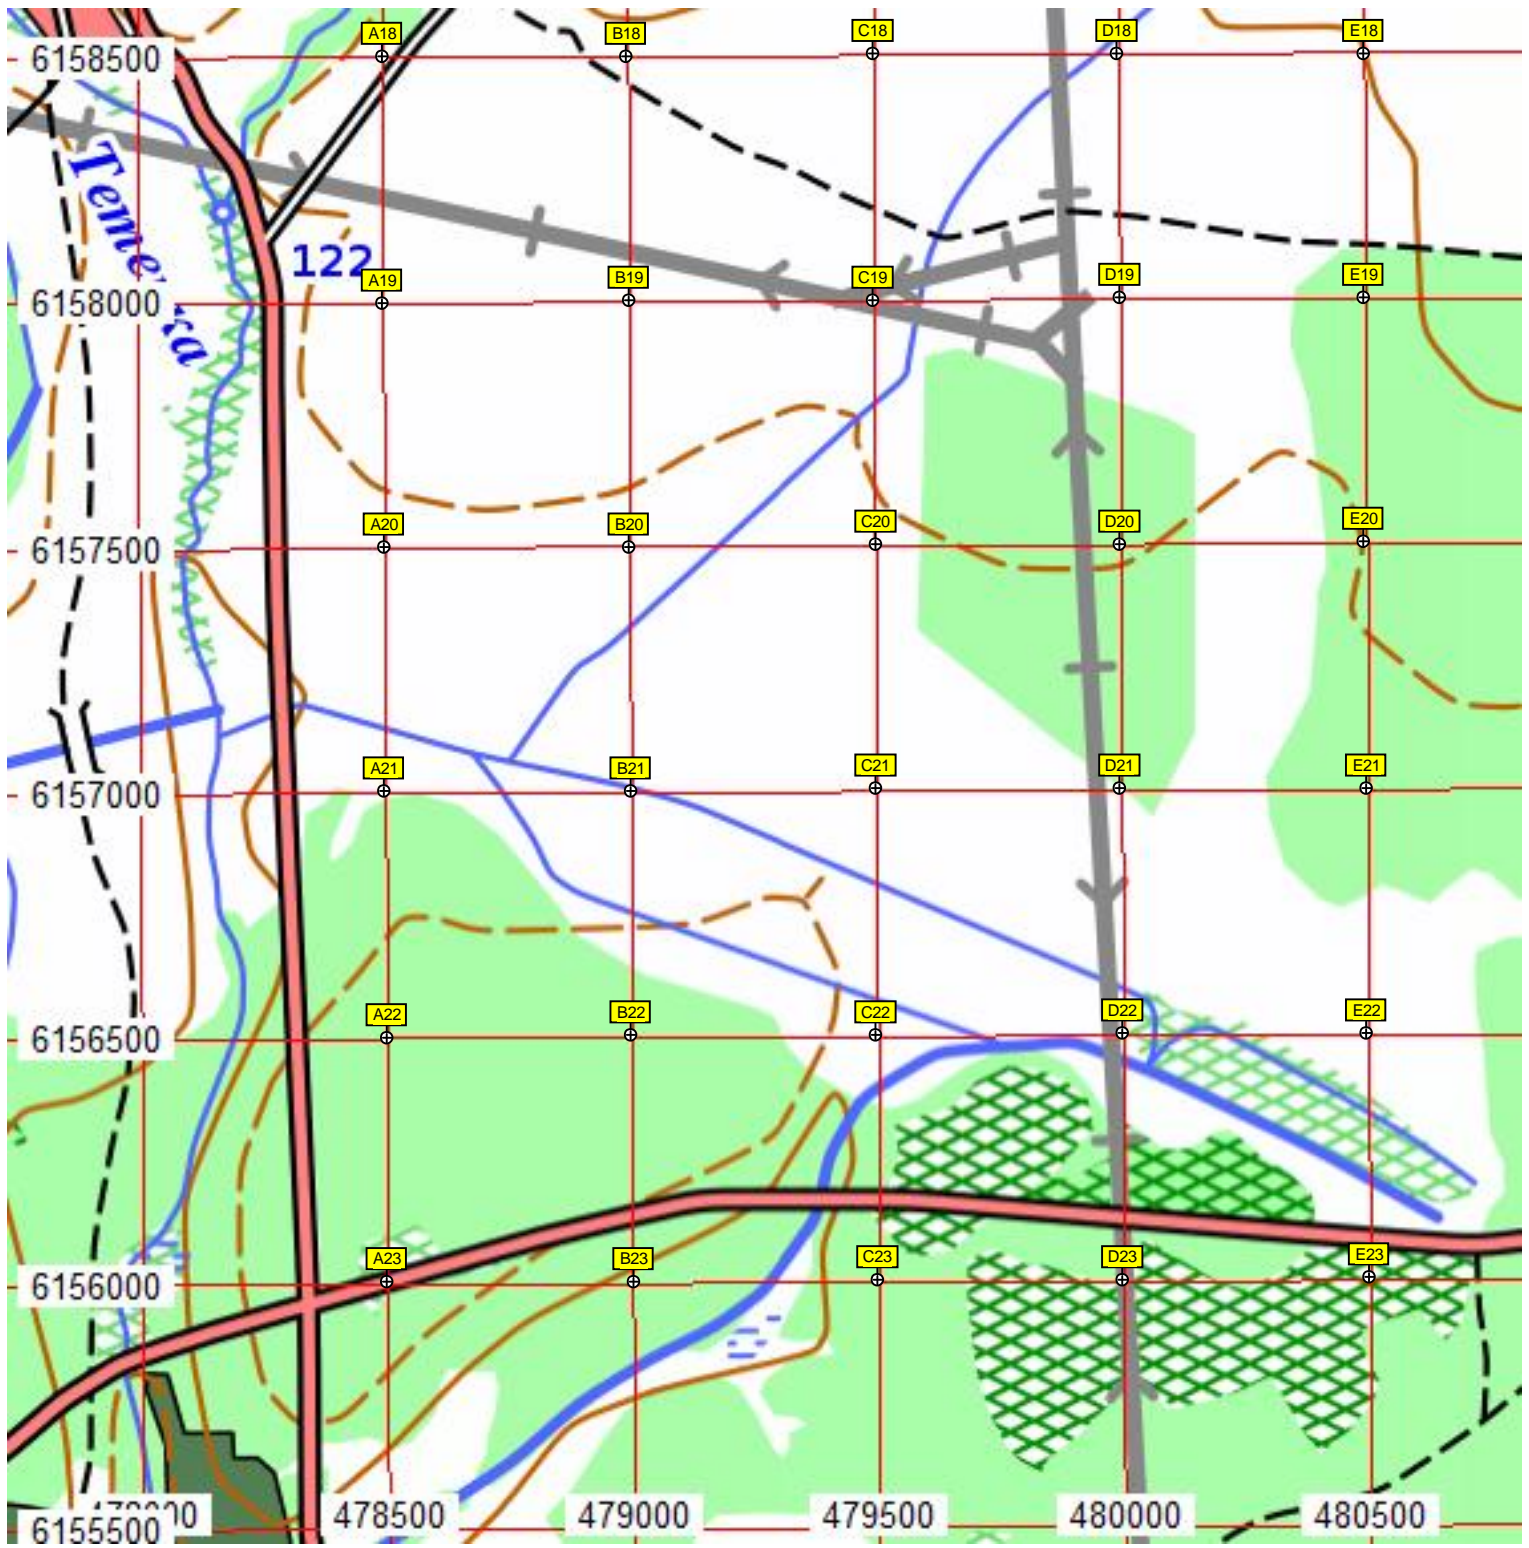 A18 B18 C18 D18 E18
6158500
Тете ка
122
A19 B19 C19 D19 E19
6158000
A20 B20 C20 D20 E20
6157500
A21 B21 C21 D21 E21
6157000
A22 B22 C22 D22 E22
6156500
A23 B23 C23 D23 E23
6156000
478500 479000 479500 480000 480500
6155500